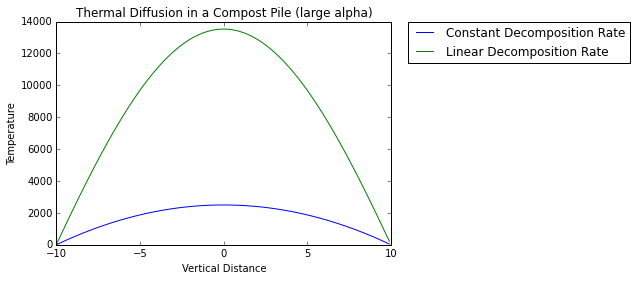 Thermal Diffusion in a Compost Pile (large alpha)
Constant Decomposition Rate
Linear Decomposition Rate
14000
12000
10000
8000
6000
4000
2000
0
Temperature
−10
−5
0
5
10
Vertical Distance